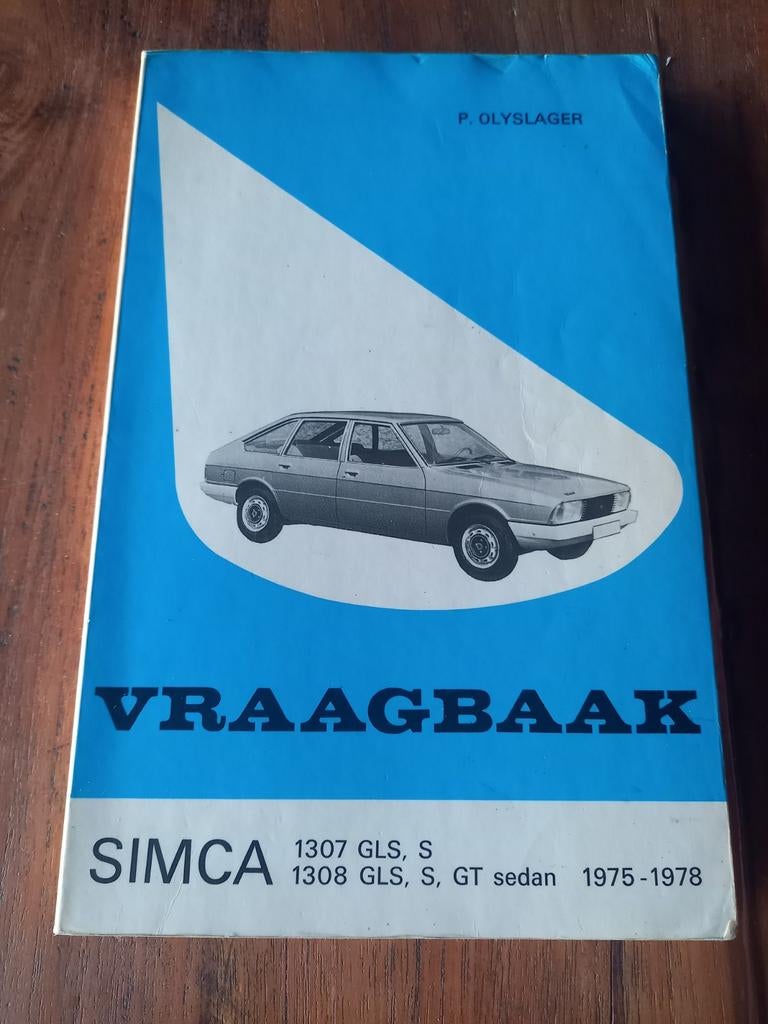 P. OLYSLAGER
VRAAGBAAK
SIMCA 1307 GLS, S
1308 GLS, S, GT sedan 1975-1978